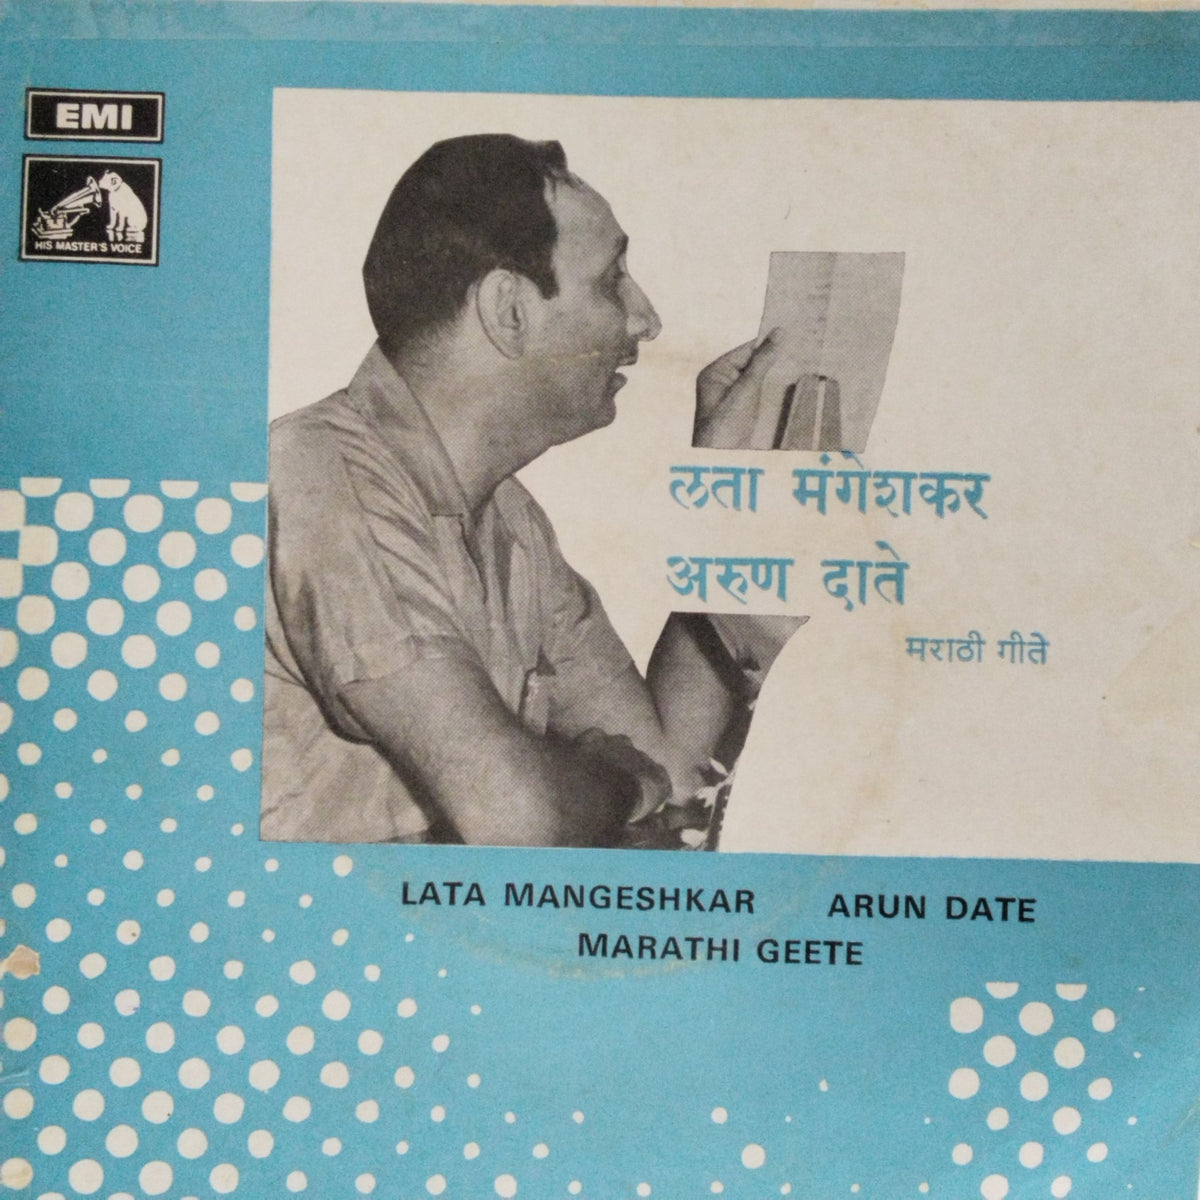 EMI
HIS MASTER'S VOICE
लता मंगेशकर
अरुण दाते
मराठी गीते
LATA MANGESHKAR ARUN DATE
MARATHI GEETE